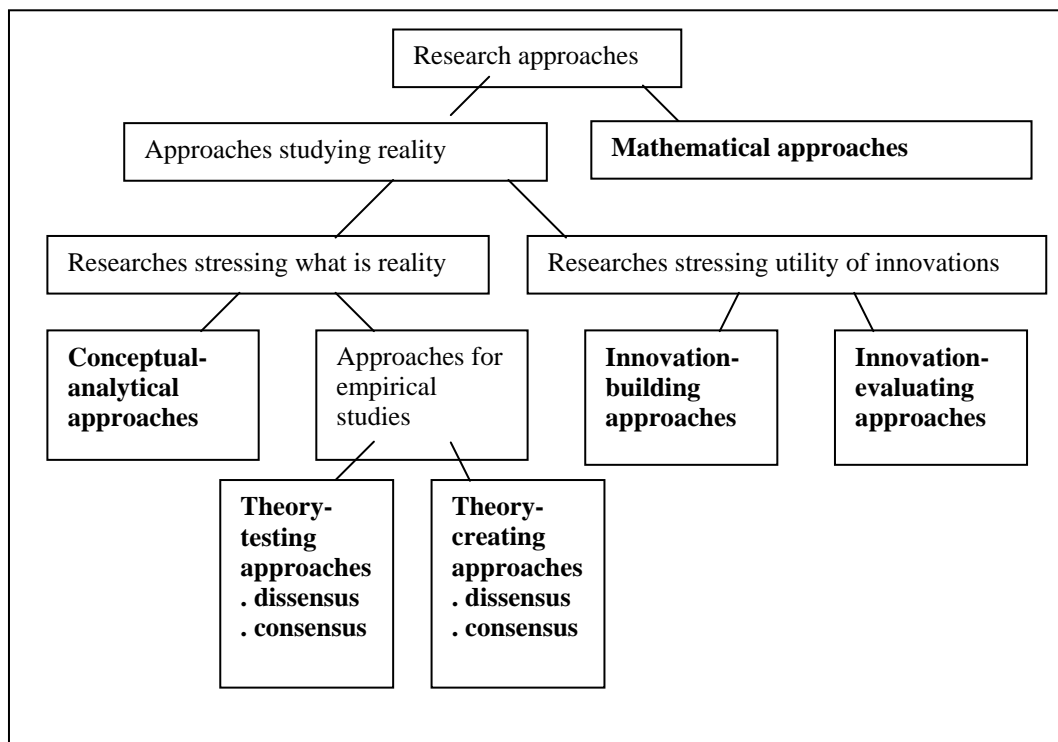 Research approaches
Approaches studying reality
Mathematical approaches
Researches stressing what is reality
Researches stressing utility of innovations
Conceptual-
analytical
approaches
Approaches for
empirical
studies
Innovation-
building
approaches
Innovation-
evaluating
approaches
Theory-
testing
approaches
. dissensus
. consensus
Theory-
creating
approaches
. dissensus
. consensus